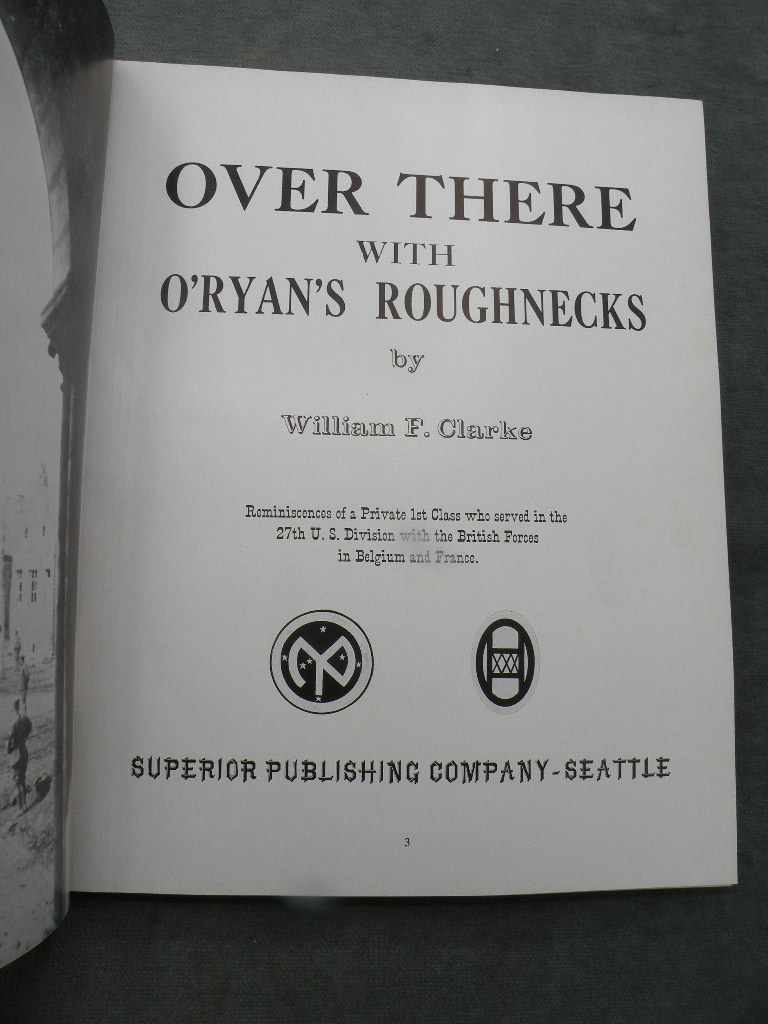 OVER THERE
WITH
O'RYAN'S ROUGHNECKS
by
William F. Clarke
Reminiscences of a Private 1st Class who served in the
27th U. S. Division with the British Forces
in Belgium and France.
XXX
SUPERIOR PUBLISHING COMPANY-SEATTLE
3